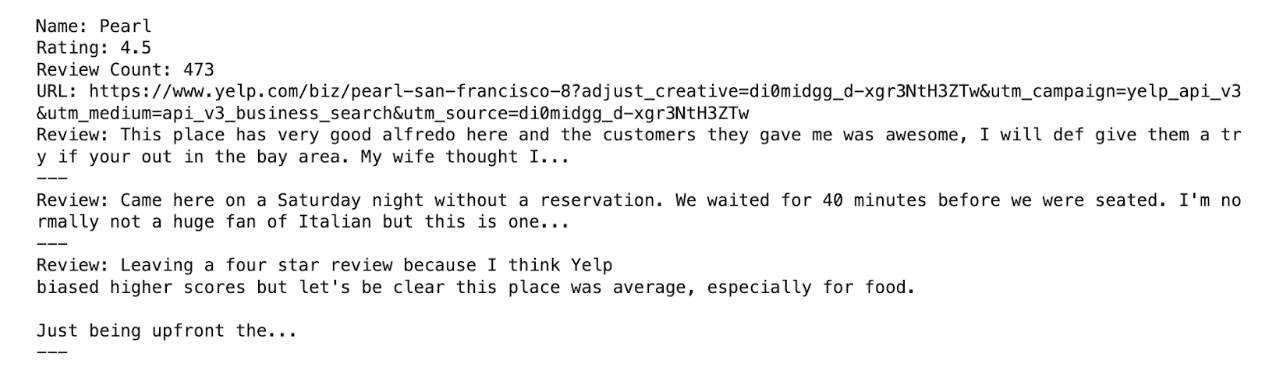 Name: Pearl
Rating: 4.5
Review Count: 473
URL: https://www.yelp.com/biz/pearl-san-francisco-8?adjust_creative=di0midgg_d-xgr3NtH3ZTw&utm_campaign=yelp_api_v3
&utm_medium=api_v3_business_search&utm_source=di0midgg_d-xgr3NtH3ZTw
Review: This place has very good alfredo here and the customers they gave me was awesome, I will def give them a tr
y if your out in the bay area. My wife thought I...
---
Review: Came here on a Saturday night without a reservation. We waited for 40 minutes before we were seated. I'm no
rmally not a huge fan of Italian but this is one...
---
Review: Leaving a four star review because I think Yelp
biased higher scores but let's be clear this place was average, especially for food.
Just being upfront the...
---